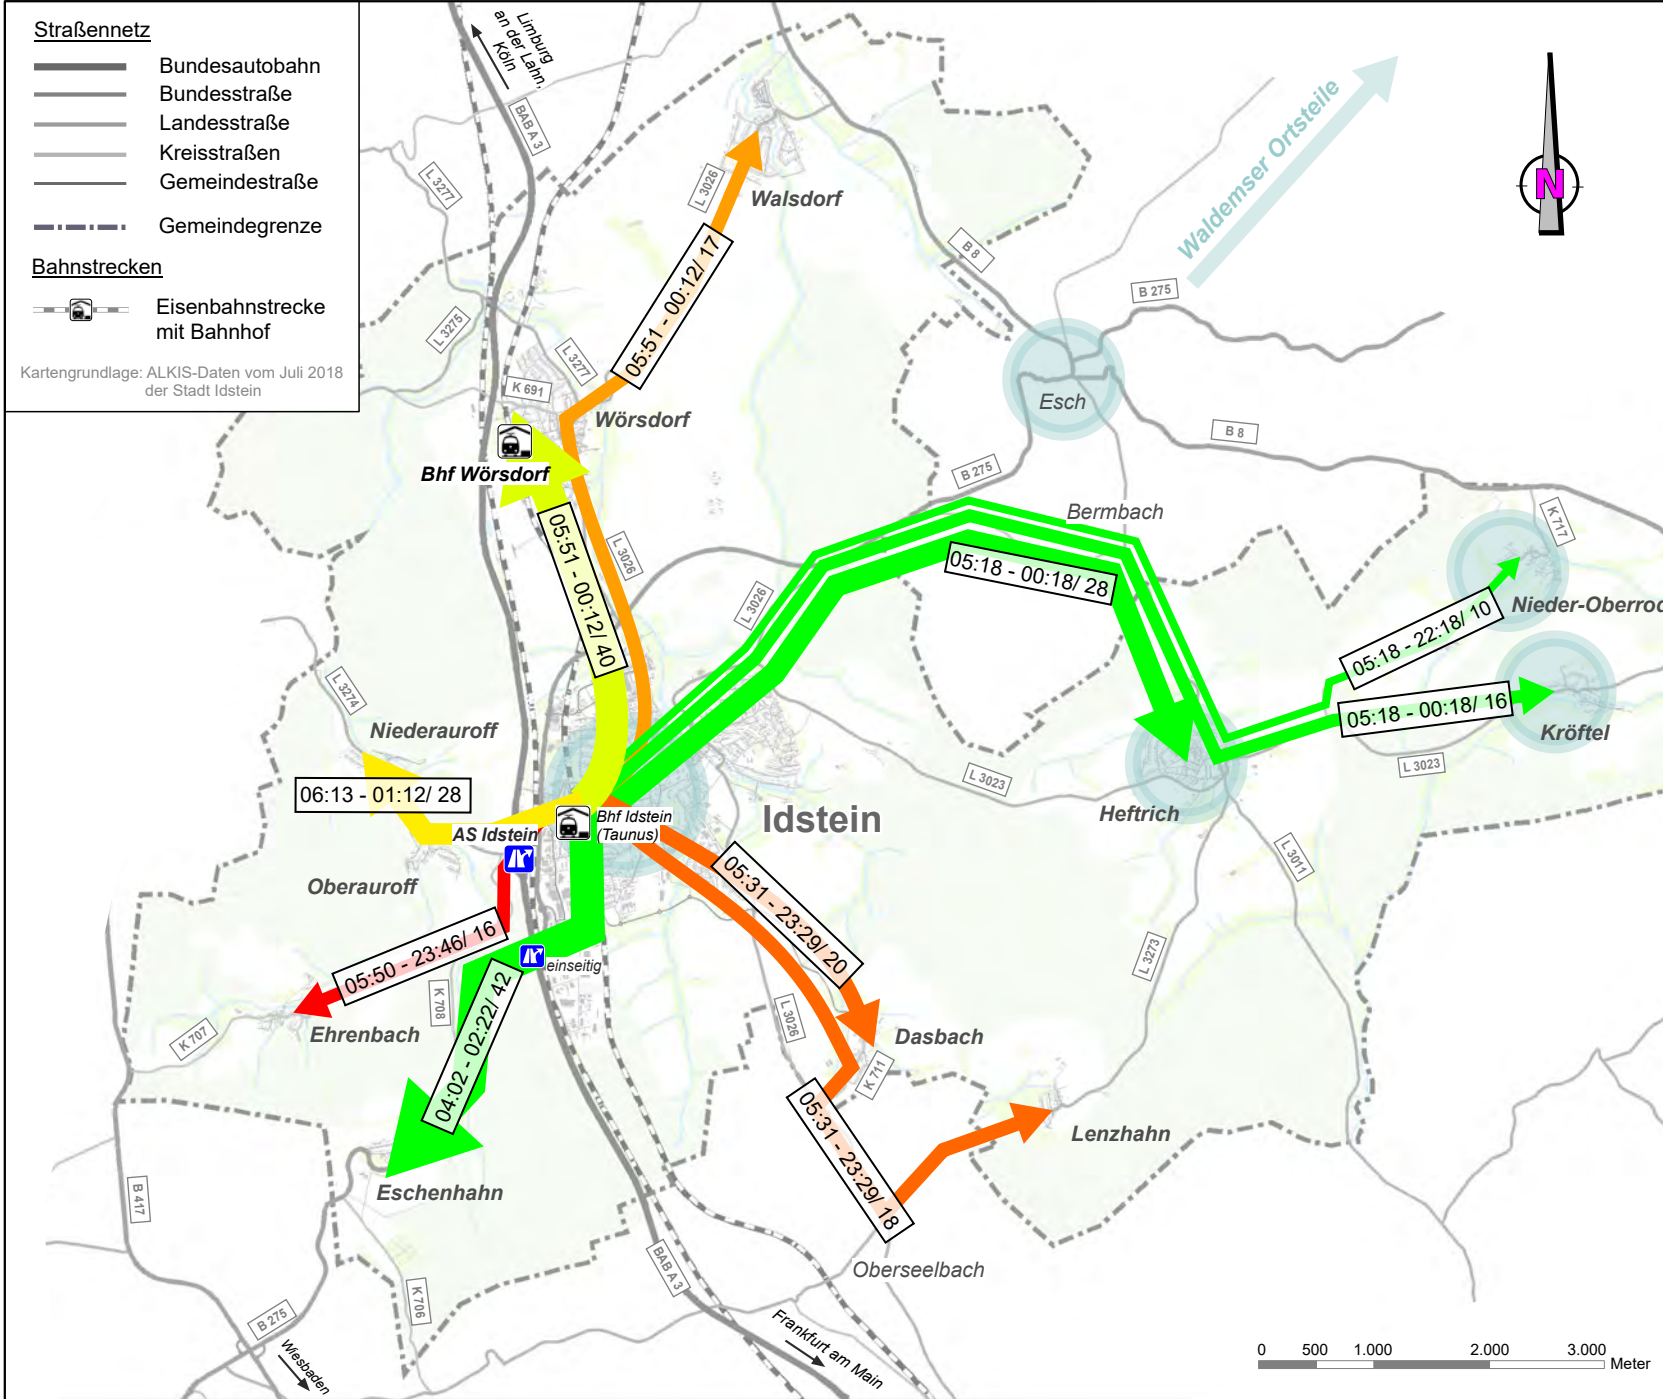 Straßennetz
Bundesautobahn
Bundesstraße
Landesstraße
Kreisstraßen
Gemeindestraße
Gemeindegrenze
Bahnstrecken
Eisenbahnstrecke
mit Bahnhof
Kartengrundlage: ALKIS-Daten vom Juli 2018
der Stadt Idstein
Limburg
an der Lahn,
Köln
BAB A 3
L 3277
L 3026
Walsdorf
Waldemser Ortsteile
N
B 8
B 275
05:51 - 00:12/ 17
L 3275
L 3277
K 691
Wörsdorf
Esch
B 8
Bhf Wörsdorf
B 275
Bermbach
K 717
05:51 - 00:12/ 40
L 3026
05:18 - 00:18/ 28
L 3026
Nieder-Oberrod
05:18 - 22:18/ 10
L 3274
Niederauroff
05:18 - 00:18/ 16
Kröftel
L 3023
L 3023
06:13 - 01:12/ 28
AS Idstein
Bhf Idstein
(Taunus)
Idstein
Heftrich
Oberauroff
L 3011
05:31 - 23:29/ 20
05:50 - 23:46/ 16
einseitig
L 3273
K 708
04:02 - 02:22/ 42
L 3026
Ehrenbach
K 707
Dasbach
K 711
05:31 - 23:29/ 18
Lenzhahn
Eschenhahn
B 417
Oberseelbach
BAB A 3
K 706
B 275
Wiesbaden
Frankfurt am Main
0 500 1.000 2.000 3.000
Meter